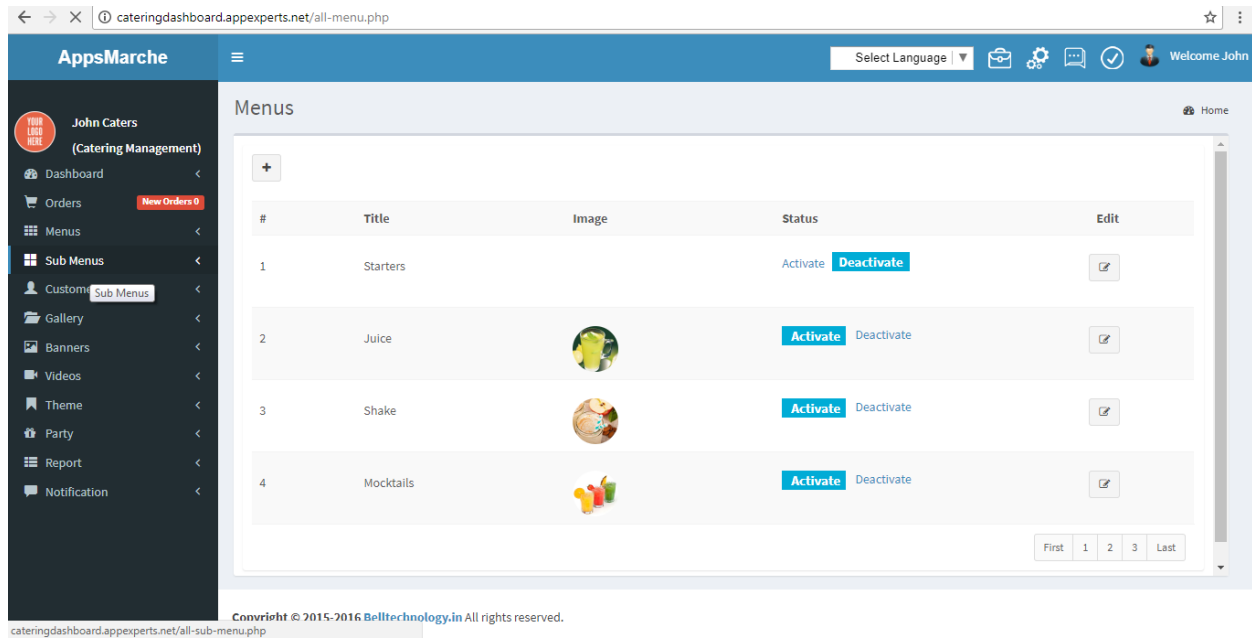 cateringdashboard.appexperts.net/all-menu.php
AppsMarche
Select Language
Welcome John
YOUR
LOGO
HERE
John Caters
(Catering Management)
Menus
Home
Dashboard
Orders New Orders 0
Menus
Sub Menus
Custome
Sub Menus
Gallery
Banners
Videos
Theme
Party
Report
Notification
+
# Title Image Status Edit
1 Starters Activate Deactivate
2 Juice Activate Deactivate
3 Shake Activate Deactivate
4 Mocktails Activate Deactivate
First 1 2 3 Last
Copyright © 2015-2016 Belltechnology.in All rights reserved.
cateringdashboard.appexperts.net/all-sub-menu.php